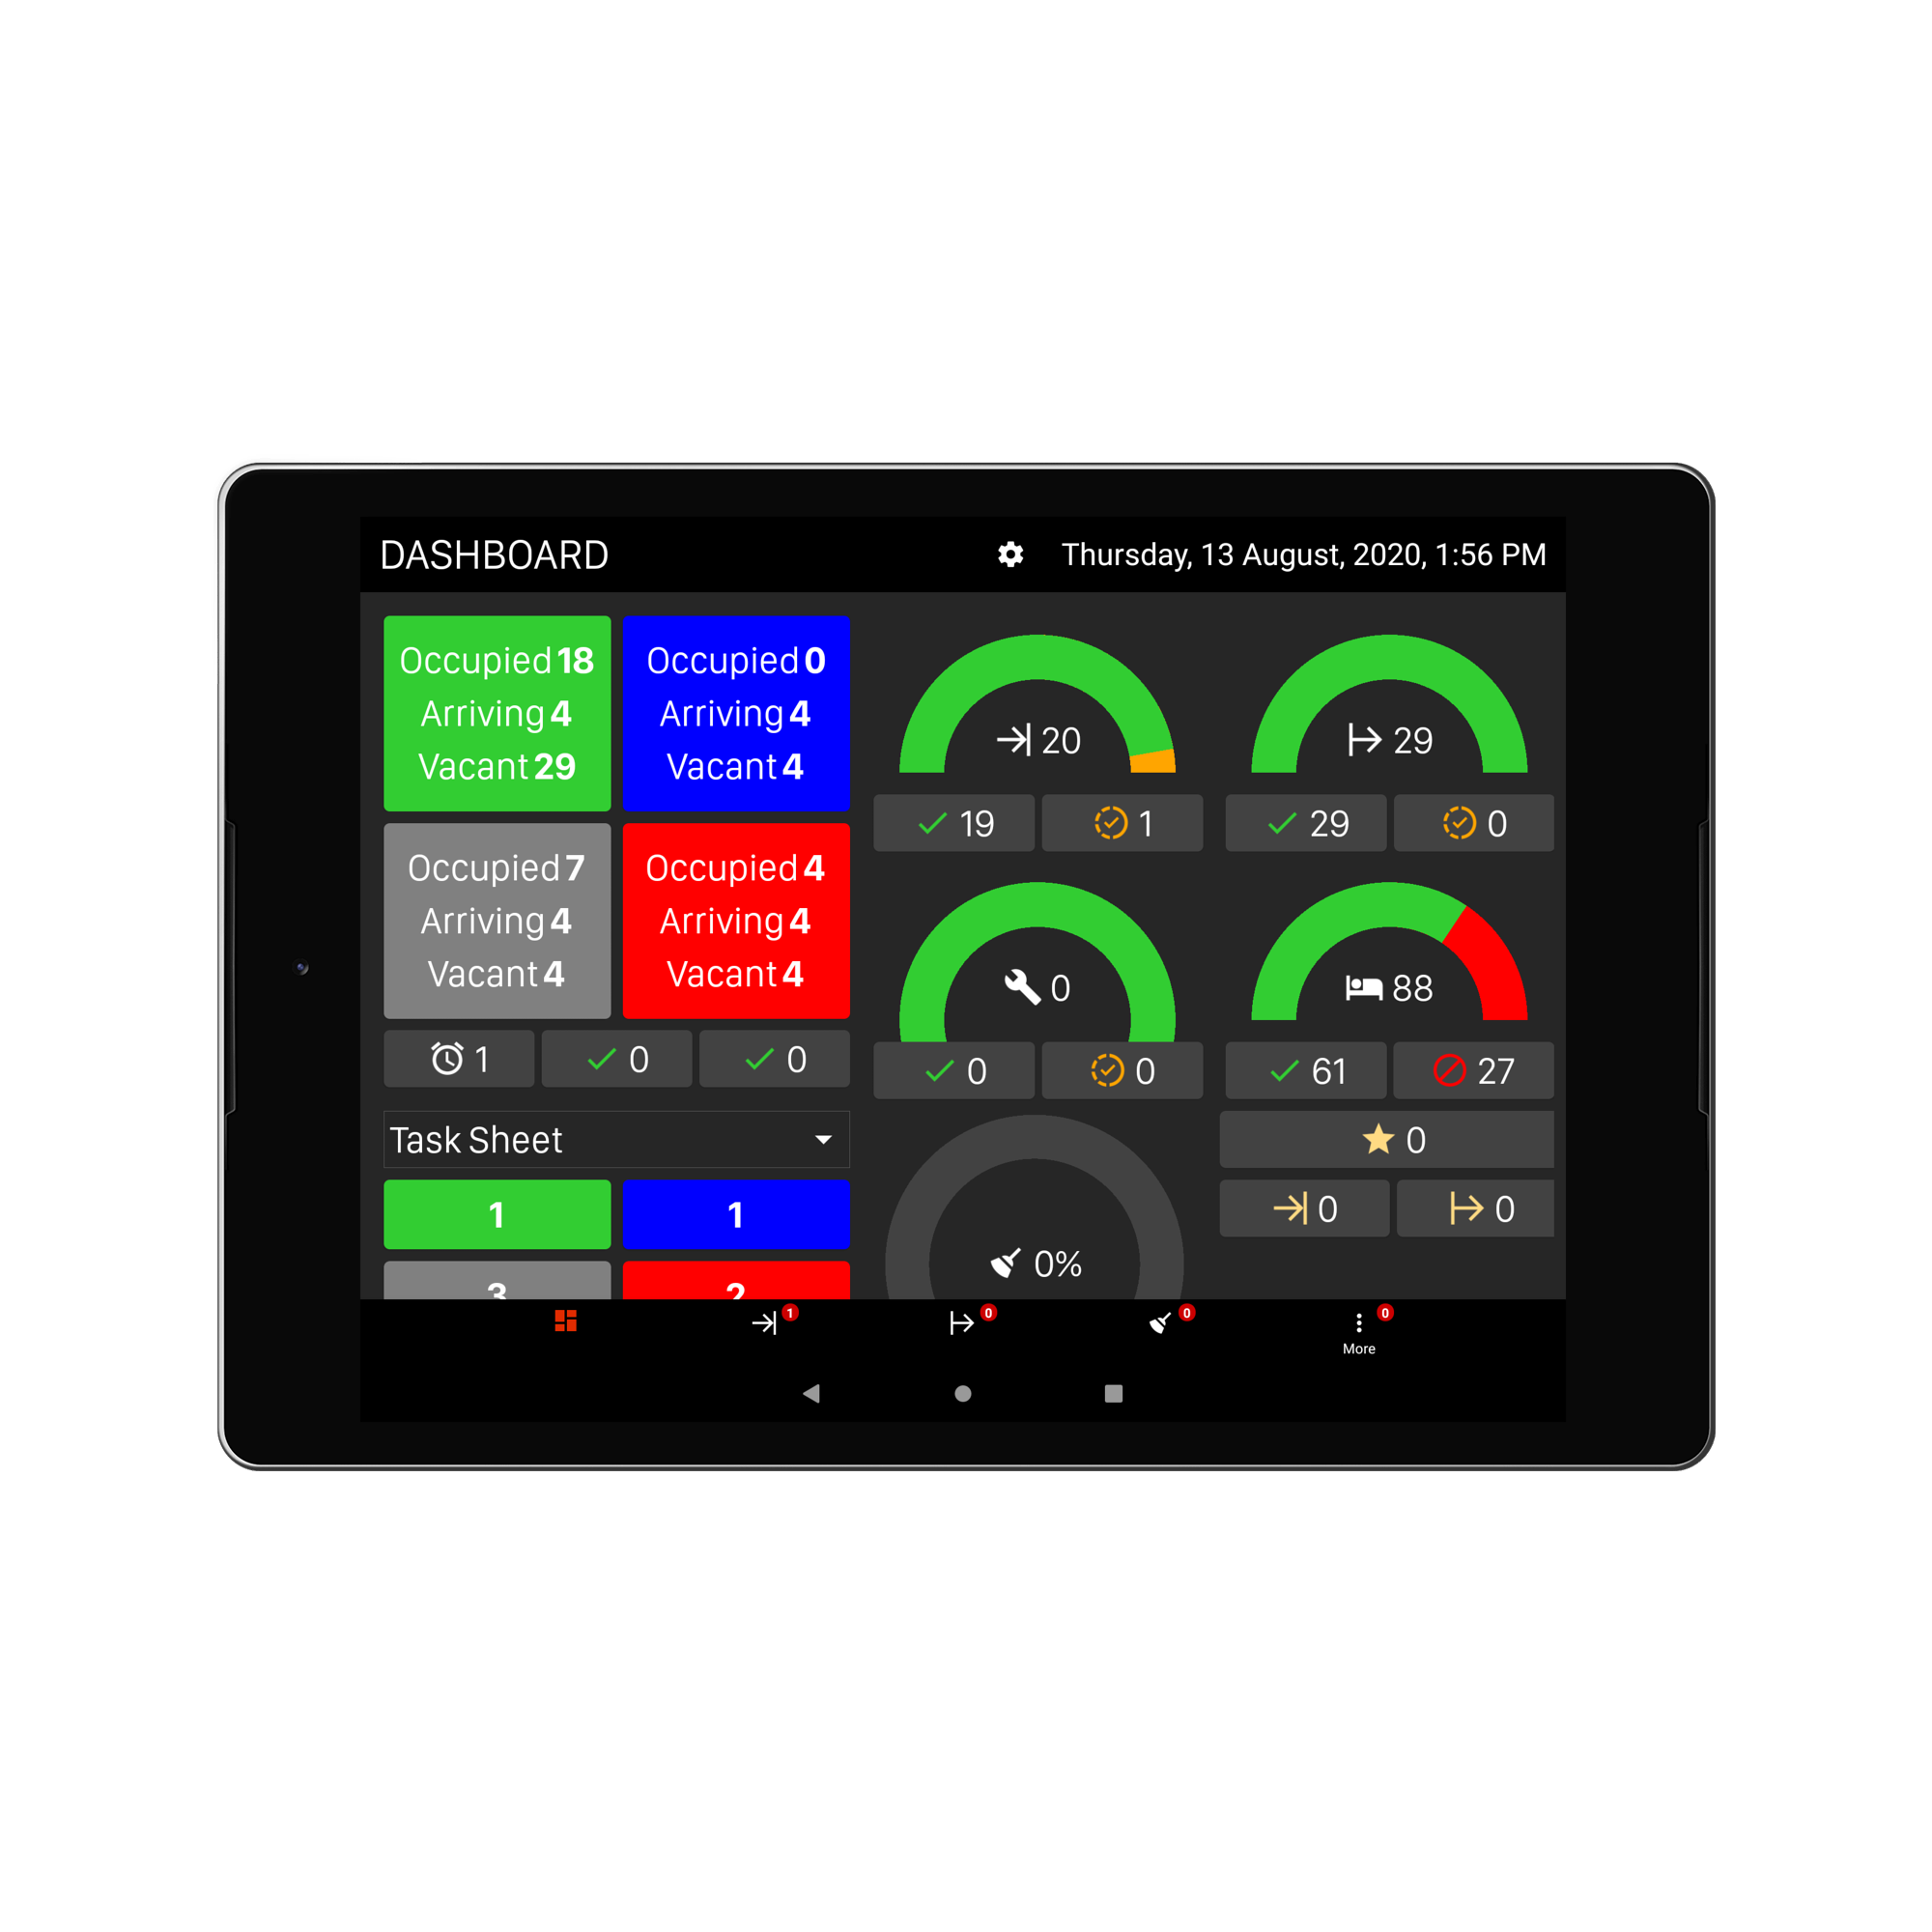 DASHBOARD
Thursday, 13 August, 2020, 1:56 PM
Occupied 18
Arriving 4
Vacant 29
Occupied 0
Arriving 4
Vacant 4
Occupied 7
Arriving 4
Vacant 4
Occupied 4
Arriving 4
Vacant 4
1
0
0
Task Sheet
1
1
3
2
20
19
1
29
29
0
0
0
0
88
61
27
0%
0
0
0
1
0
0
0
More